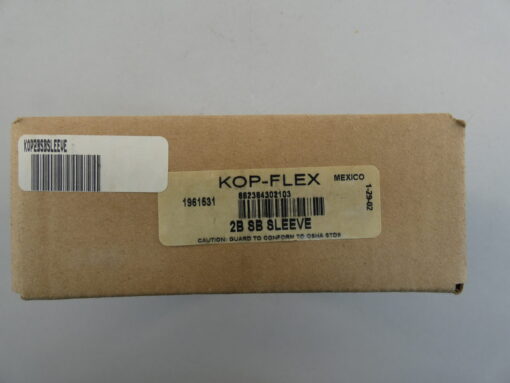 KOP2BSBSLEEVE
KOP-FLEX
MEXICO
1961531
662384302103
1-29-02
2B SB SLEEVE
CAUTION: GUARD TO CONFORM TO OSHA STDS